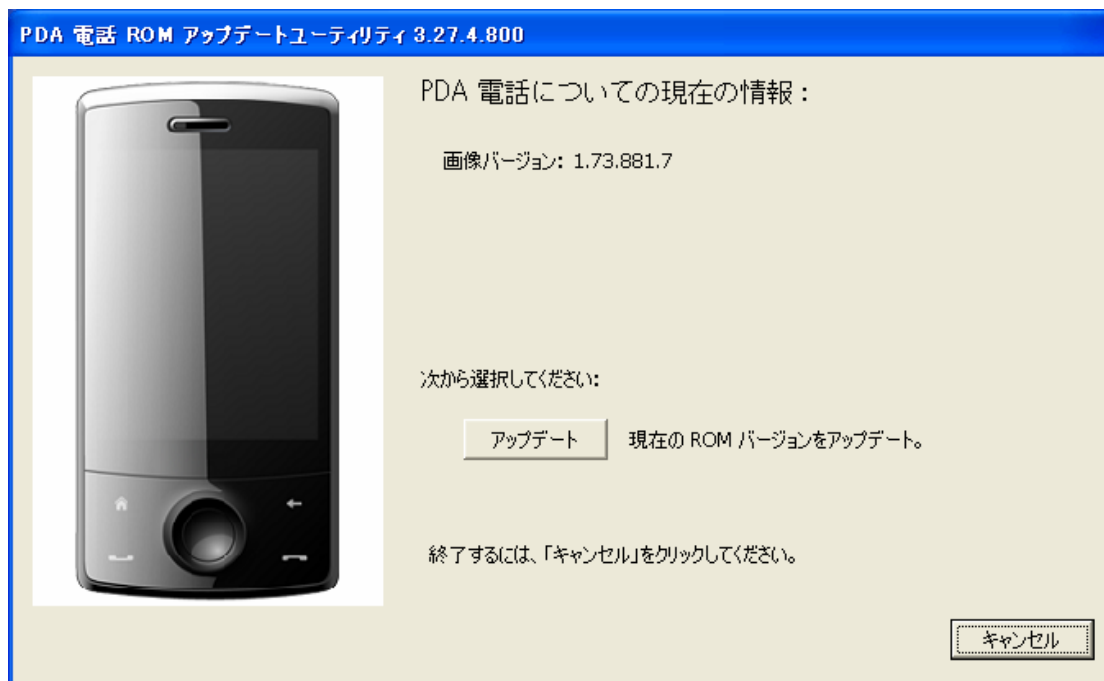 PDA 電話 ROM アップデートユーティリティ 3.27.4.800
PDA 電話についての現在の情報：
画像バージョン: 1.73.881.7
次から選択してください:
アップデート 現在の ROM バージョンをアップデート。
終了するには、「キャンセル」をクリックしてください。
キャンセル